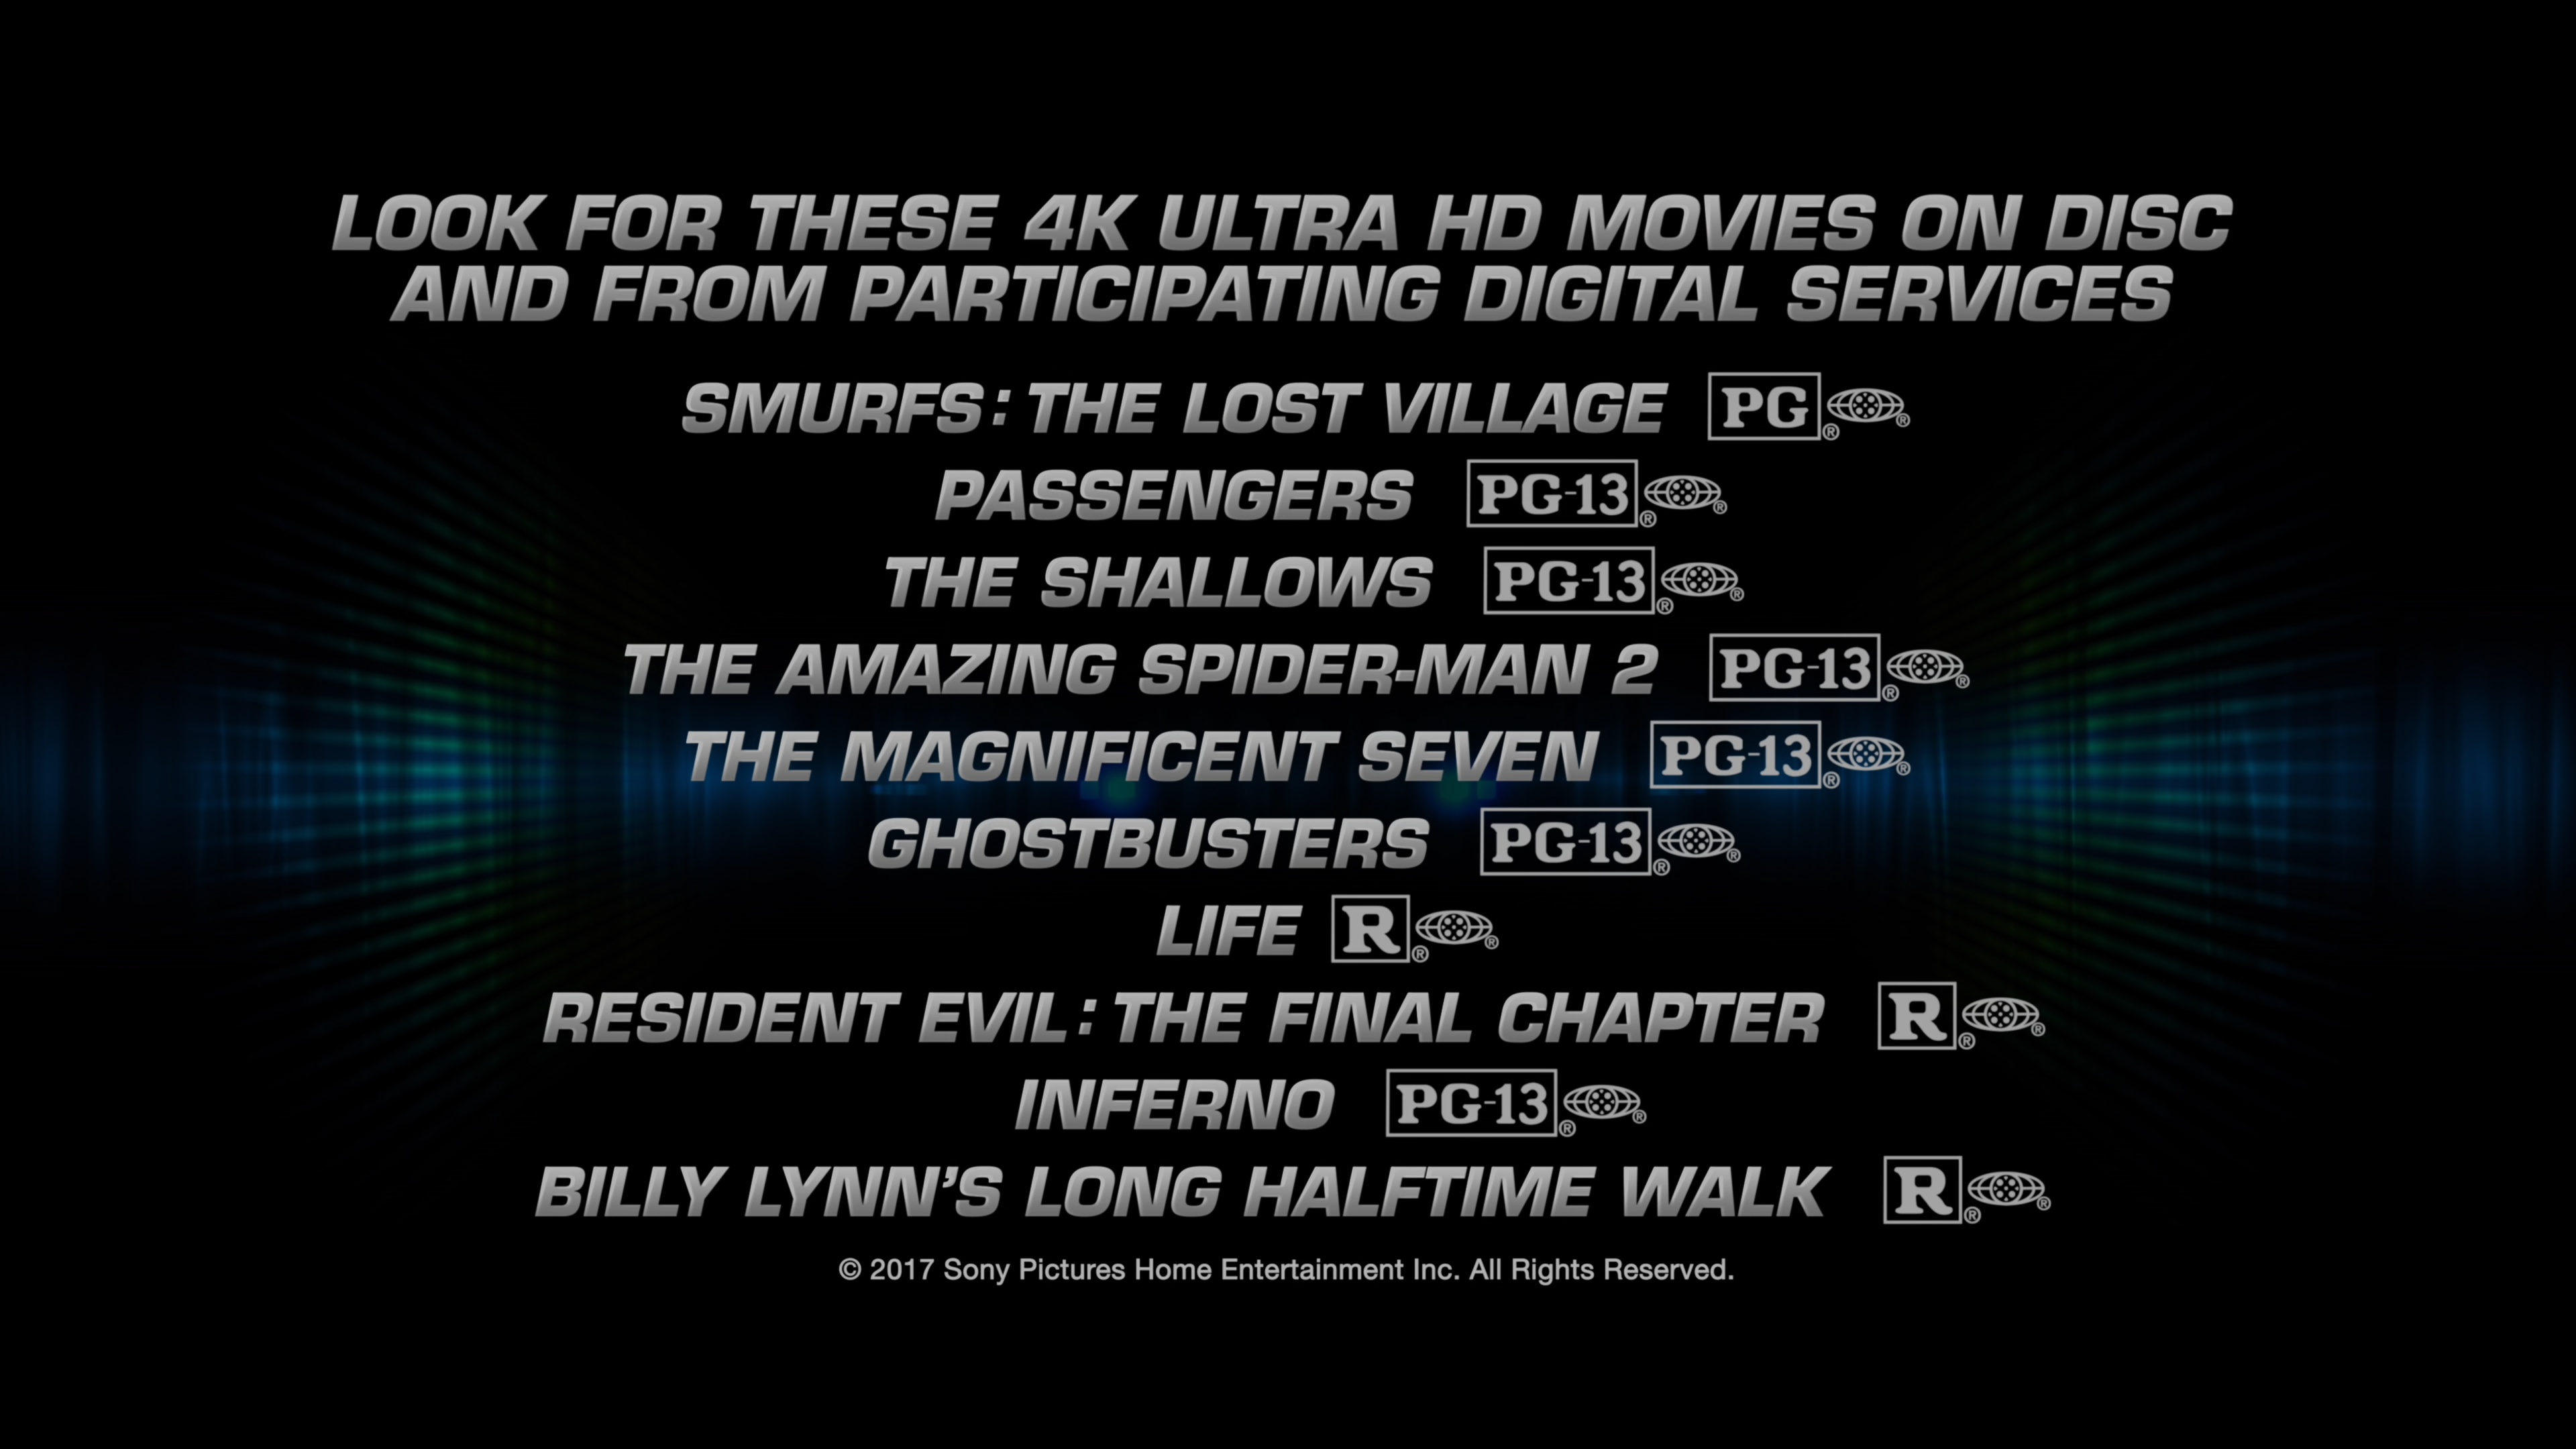 LOOK FOR THESE 4K ULTRA HD MOVIES ON DISC
AND FROM PARTICIPATING DIGITAL SERVICES
SMURFS: THE LOST VILLAGE PG ® ®
PASSENGERS PG-13 ® ®
THE SHALLOWS PG-13 ® ®
THE AMAZING SPIDER-MAN 2 PG-13 ® ®
THE MAGNIFICENT SEVEN PG-13 ® ®
GHOSTBUSTERS PG-13 ® ®
LIFE R ® ®
RESIDENT EVIL: THE FINAL CHAPTER R ® ®
INFERNO PG-13 ® ®
BILLY LYNN'S LONG HALFTIME WALK R ® ®
© 2017 Sony Pictures Home Entertainment Inc. All Rights Reserved.